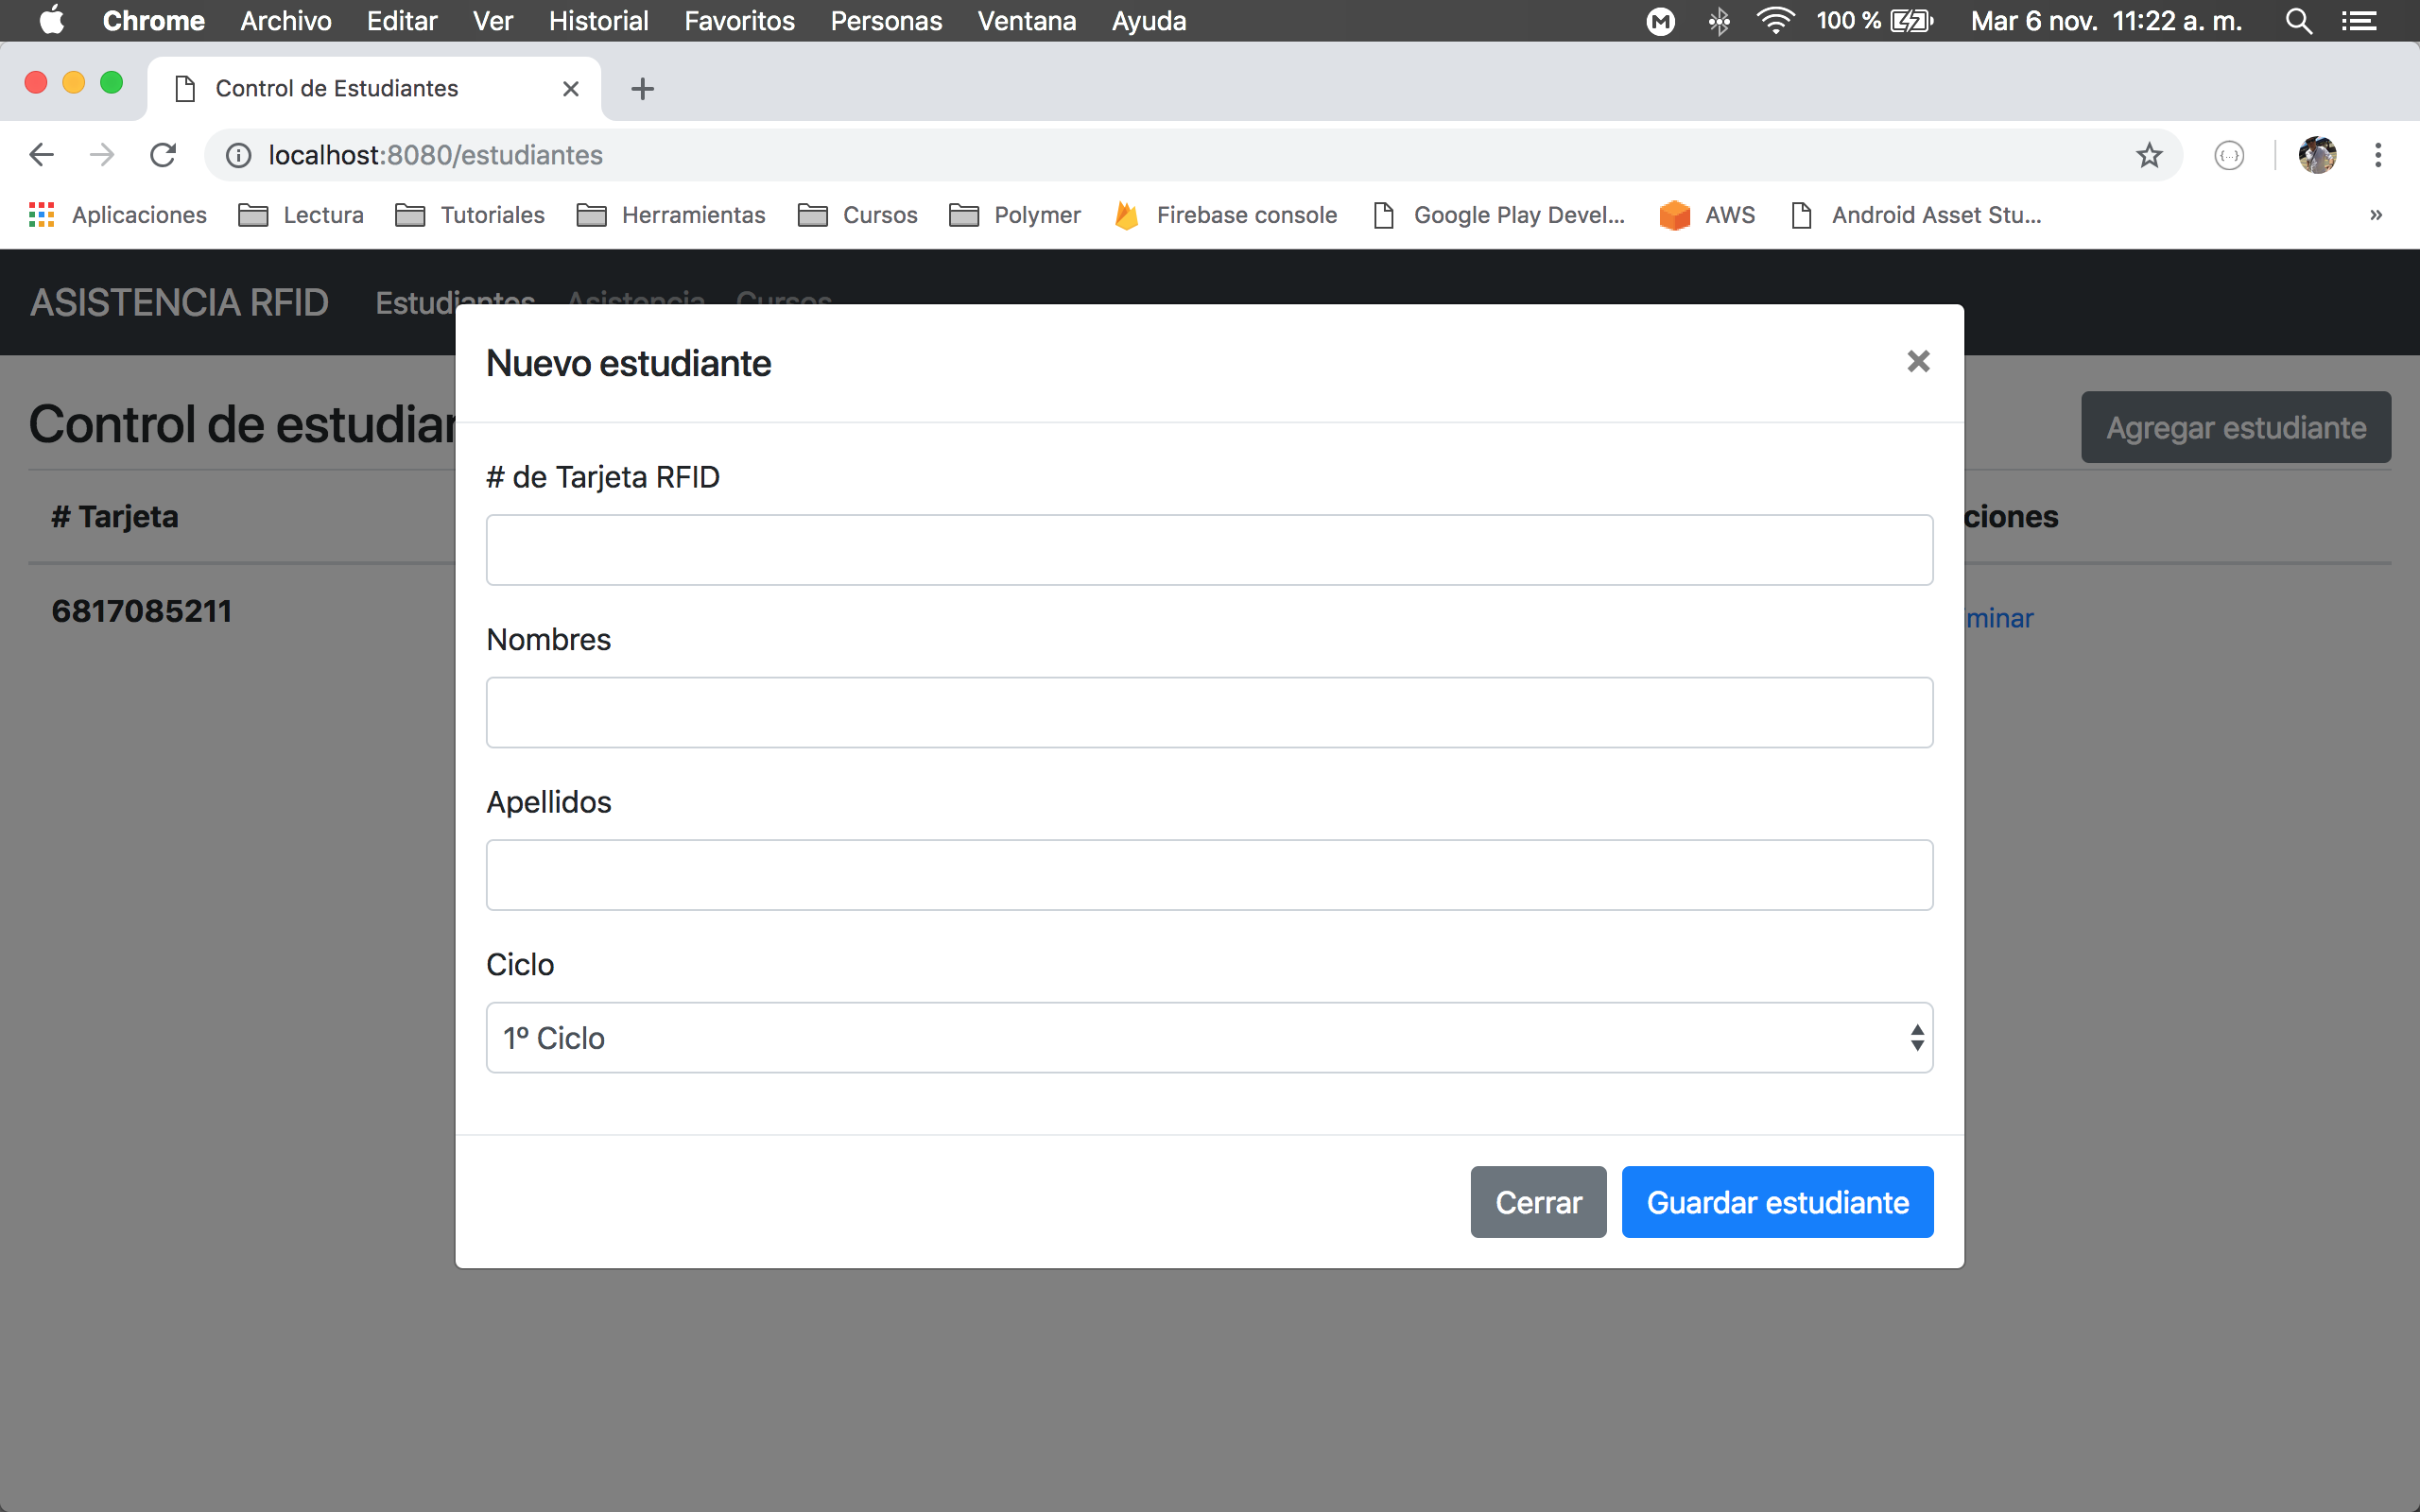 Chrome Archivo Editar Ver Historial Favoritos Personas Ventana Ayuda 100 % Mar 6 nov. 11:22 a. m.
Control de Estudiantes
localhost:8080/estudiantes
Aplicaciones Lectura Tutoriales Herramientas Cursos Polymer Firebase console Google Play Devel... AWS Android Asset Stu... »
ASISTENCIA RFID Estudiantes Asistencia Cursos
Nuevo estudiante ×
Control de estudian
Agregar estudiante
# de Tarjeta RFID
# Tarjeta
ciones
6817085211
minar
Nombres
Apellidos
Ciclo
1º Ciclo
Cerrar Guardar estudiante